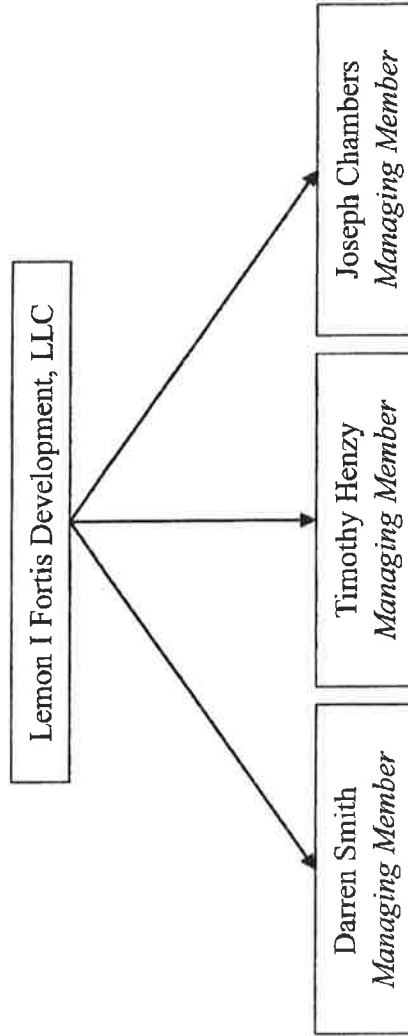 Lemon I Fortis Development, LLC
Darren Smith
Managing Member
Timothy Henzy
Managing Member
Joseph Chambers
Managing Member